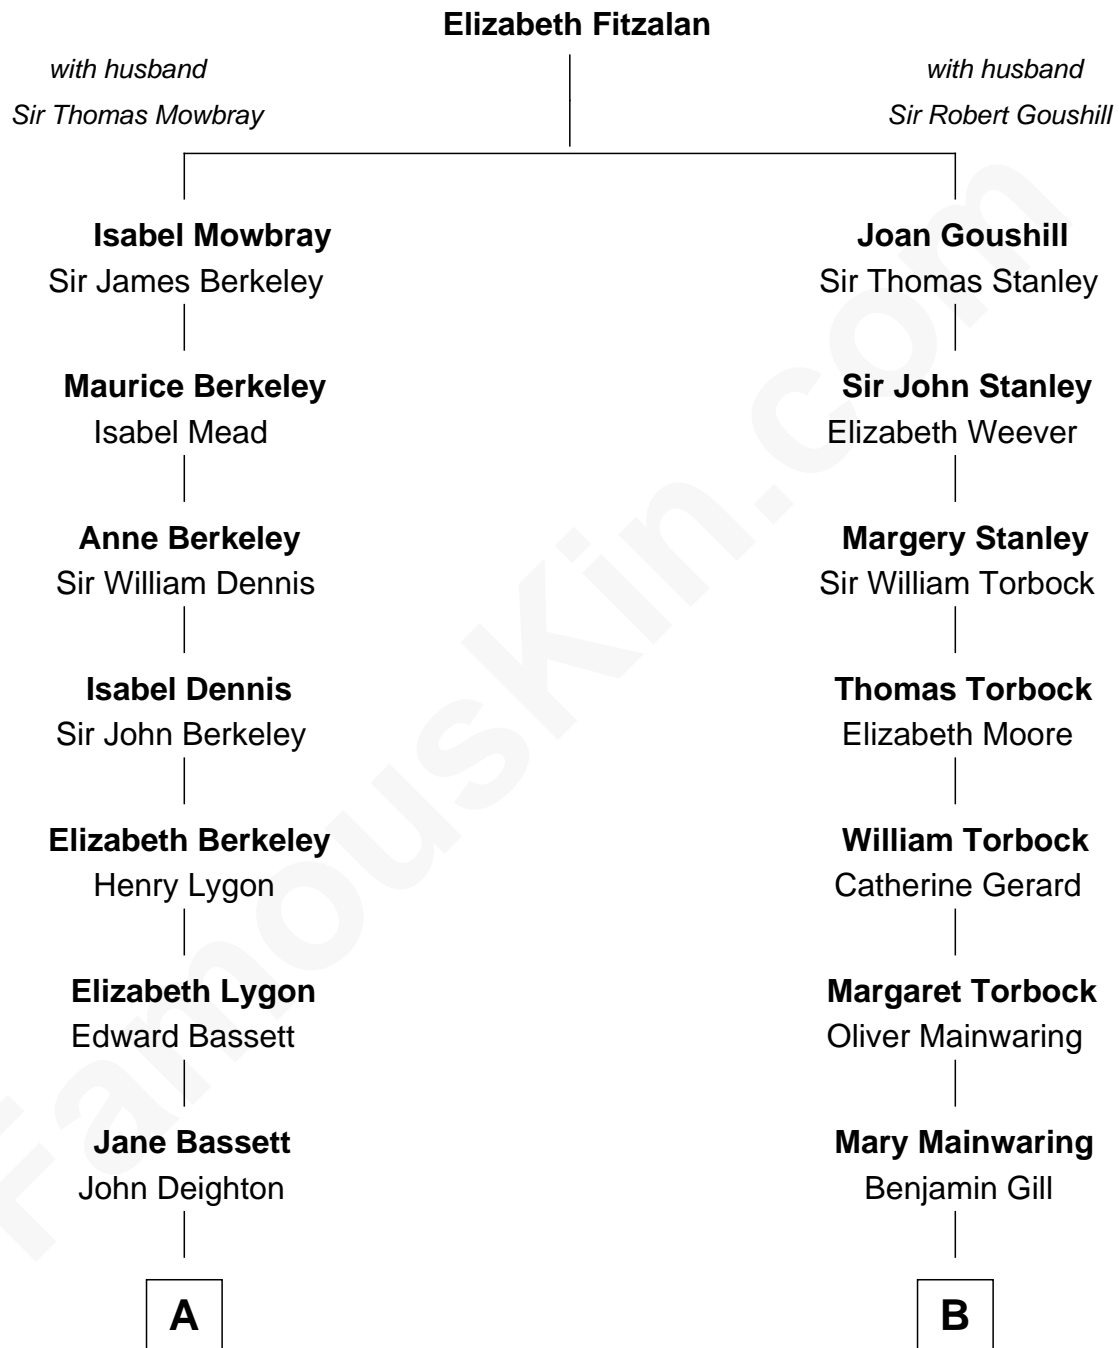 Elizabeth Fitzalan
with husband
Sir Thomas Mowbray
with husband
Sir Robert Goushill
Isabel Mowbray
Sir James Berkeley
Joan Goushill
Sir Thomas Stanley
Maurice Berkeley
Isabel Mead
Sir John Stanley
Elizabeth Weever
Anne Berkeley
Sir William Dennis
Margery Stanley
Sir William Torbock
Isabel Dennis
Sir John Berkeley
Thomas Torbock
Elizabeth Moore
Elizabeth Berkeley
Henry Lygon
William Torbock
Catherine Gerard
Elizabeth Lygon
Edward Bassett
Margaret Torbock
Oliver Mainwaring
Jane Bassett
John Deighton
Mary Mainwaring
Benjamin Gill
A
B
FamousKin.com